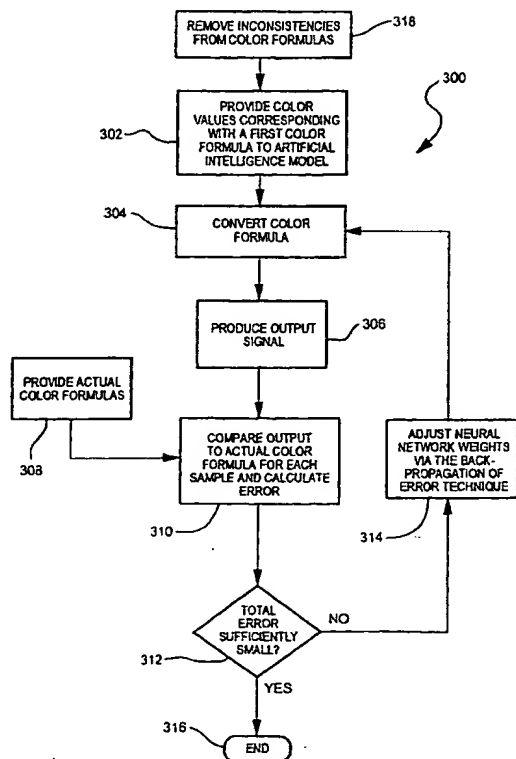 REMOVE INCONSISTENCIES
FROM COLOR FORMULAS
318
300
PROVIDE COLOR
VALUES CORRESPONDING
WITH A FIRST COLOR
FORMULA TO ARTIFICIAL
INTELLIGENCE MODEL
302
304
CONVERT COLOR
FORMULA
PRODUCE OUTPUT
SIGNAL
306
PROVIDE ACTUAL
COLOR FORMULAS
308
COMPARE OUTPUT
TO ACTUAL COLOR
FORMULA FOR EACH
SAMPLE AND CALCULATE
ERROR
310
ADJUST NEURAL
NETWORK WEIGHTS
VIA THE BACK-
PROPAGATION OF
ERROR TECHNIQUE
314
TOTAL
ERROR
SUFFICIENTLY
SMALL?
312
NO
YES
316
END